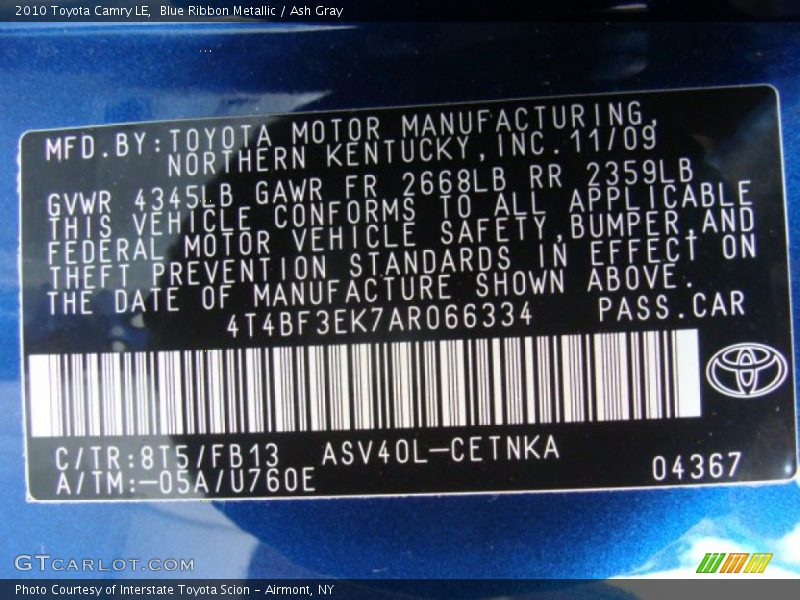 2010 Toyota Camry LE,  Blue Ribbon Metallic / Ash Gray
MFD.BY:TOYOTA MOTOR MANUFACTURING,
NORTHERN KENTUCKY,INC.11/09
GVWR 4345LB GAWR FR 2668LB RR 2359LB
THIS VEHICLE CONFORMS TO ALL APPLICABLE
FEDERAL MOTOR VEHICLE SAFETY,BUMPER,AND
THEFT PREVENTION STANDARDS IN EFFECT ON
THE DATE OF MANUFACTURE SHOWN ABOVE.
4T4BF3EK7AR066334 PASS.CAR
C/TR:8T5/FB13 ASV40L-CETNKA
A/TM:-05A/U760E 04367
GTCARLOT.COM
Photo Courtesy of Interstate Toyota Scion - Airmont, NY